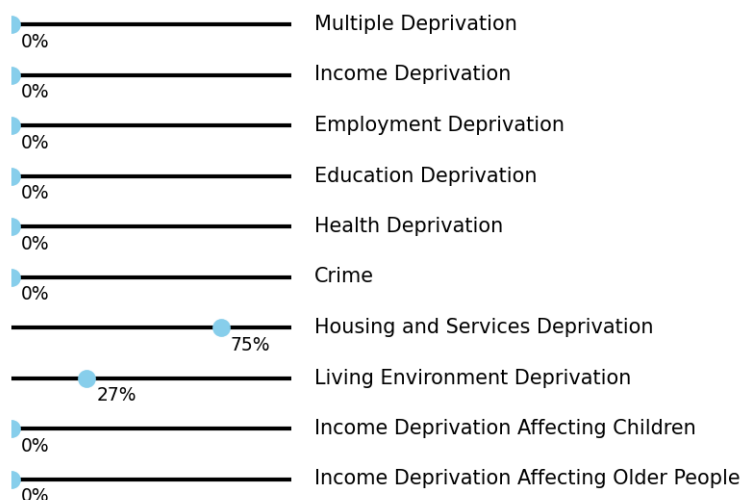 Multiple Deprivation
0%
Income Deprivation
0%
Employment Deprivation
0%
Education Deprivation
0%
Health Deprivation
0%
Crime
0%
Housing and Services Deprivation
75%
Living Environment Deprivation
27%
Income Deprivation Affecting Children
0%
Income Deprivation Affecting Older People
0%